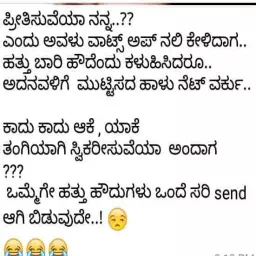 ಪ್ರೀತಿಸುವೆಯಾ ನನ್ನ..??
ಎಂದು ಅವಳು ವಾಟ್ಸ್ ಅಪ್ ನಲಿ ಕೇಳಿದಾಗ..
ಹತ್ತು ಬಾರಿ ಹೌದೆಂದು ಕಳುಹಿಸಿದರೂ..
ಅದನವಳಿಗೆ ಮುಟ್ಟಿಸದ ಹಾಳು ನೆಟ್ ವರ್ಕು..
ಕಾದು ಕಾದು ಆಕೆ , ಯಾಕೆ
ತಂಗಿಯಾಗಿ ಸ್ವಿಕರೀಸುವೆಯಾ ಅಂದಾಗ
???
ಒಮ್ಮೆಗೇ ಹತ್ತು ಹೌದುಗಳು ಒಂದೆ ಸರಿ send
ಆಗಿ ಬಿಡುವುದೇ..! 😒
😂😂😂